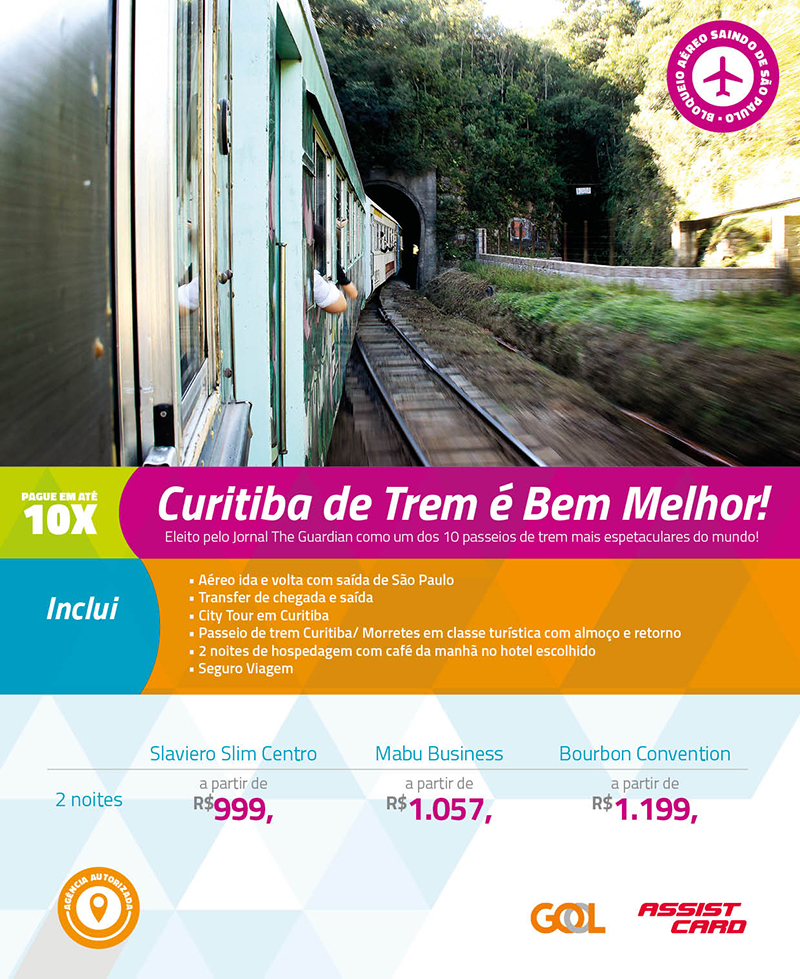 BLOQUEIO AÉREO SAINDO DE SÃO PAULO •
PAGUE EM ATÉ
10X
Curitiba de Trem é Bem Melhor!
Eleito pelo Jornal The Guardian como um dos 10 passeios de trem mais espetaculares do mundo!
Inclui
• Aéreo ida e volta com saída de São Paulo
• Transfer de chegada e saída
• City Tour em Curitiba
• Passeio de trem Curitiba/ Morretes em classe turística com almoço e retorno
• 2 noites de hospedagem com café da manhã no hotel escolhido
• Seguro Viagem
Slaviero Slim Centro Mabu Business Bourbon Convention
2 noites
a partir de a partir de a partir de
R$999, R$1.057, R$1.199,
AGÊNCIA AUTORIZADA
GOL
ASSIST
CARD